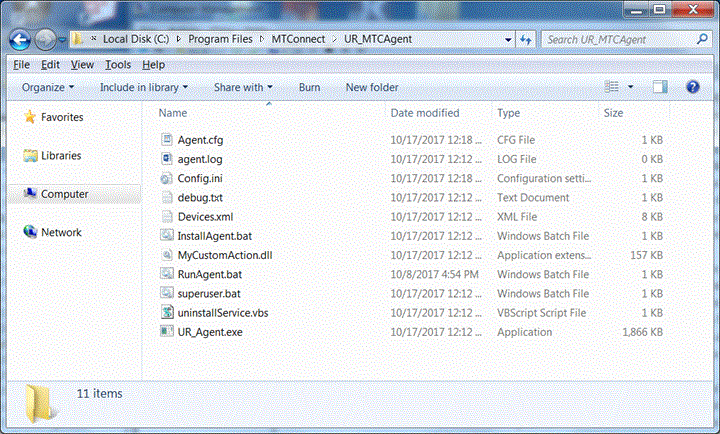 « Local Disk (C:) ▸ Program Files ▸ MTConnect ▸ UR_MTCAgent Search UR_MTCAgent
File Edit View Tools Help
Organize Include in library Share with Burn New folder
Favorites
Libraries
Computer
Network
Name Date modified Type Size
Agent.cfg 10/17/2017 12:18 ... CFG File 1 KB
agent.log 10/17/2017 12:12 ... LOG File 0 KB
Config.ini 10/17/2017 12:18 ... Configuration setti... 1 KB
debug.txt 10/17/2017 12:12 ... Text Document 1 KB
Devices.xml 10/17/2017 12:12 ... XML File 8 KB
InstallAgent.bat 10/17/2017 12:12 ... Windows Batch File 1 KB
MyCustomAction.dll 10/17/2017 12:12 ... Application extens... 157 KB
RunAgent.bat 10/8/2017 4:54 PM Windows Batch File 1 KB
superuser.bat 10/17/2017 12:12 ... Windows Batch File 1 KB
uninstallService.vbs 10/17/2017 12:12 ... VBScript Script File 1 KB
UR_Agent.exe 10/17/2017 12:12 ... Application 1,866 KB
11 items